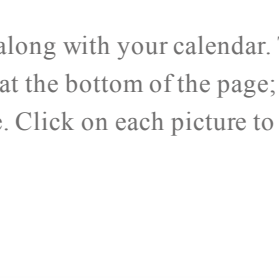 along with your calendar.
at the bottom of the page;
. Click on each picture to